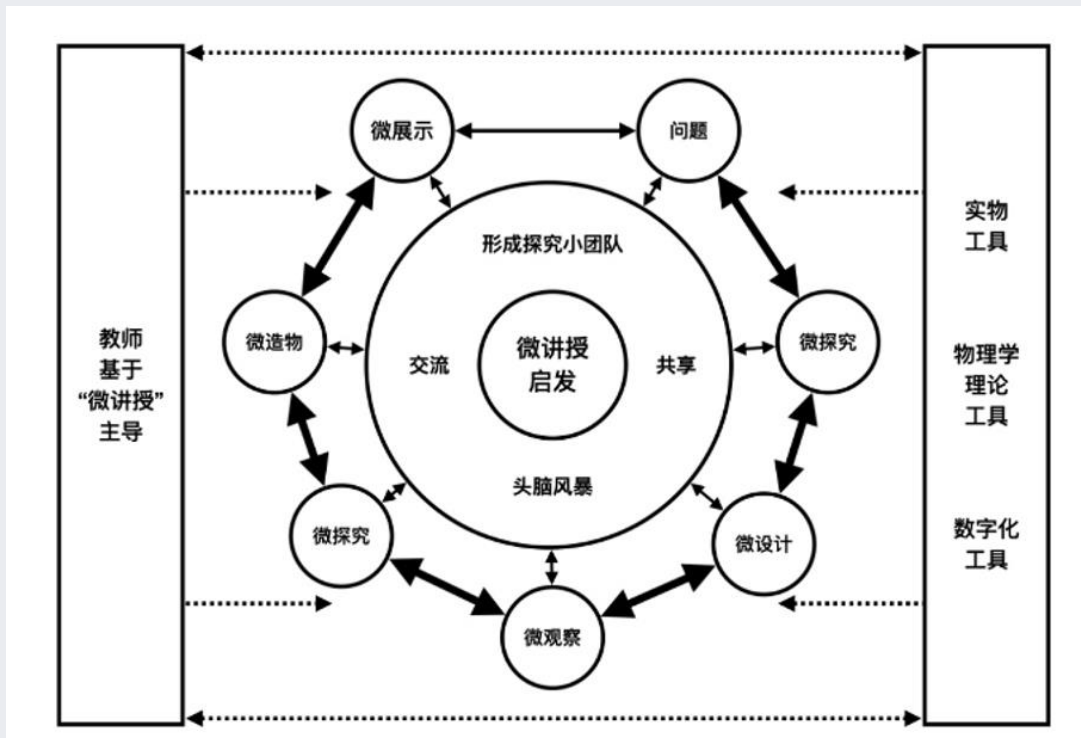 微展示
问题
形成探究小团队
微造物
微探究
微讲授
启发
交流
共享
教师
基于
“微讲授”
主导
实物
工具
物理学
理论
工具
数字化
工具
头脑风暴
微探究
微设计
微观察